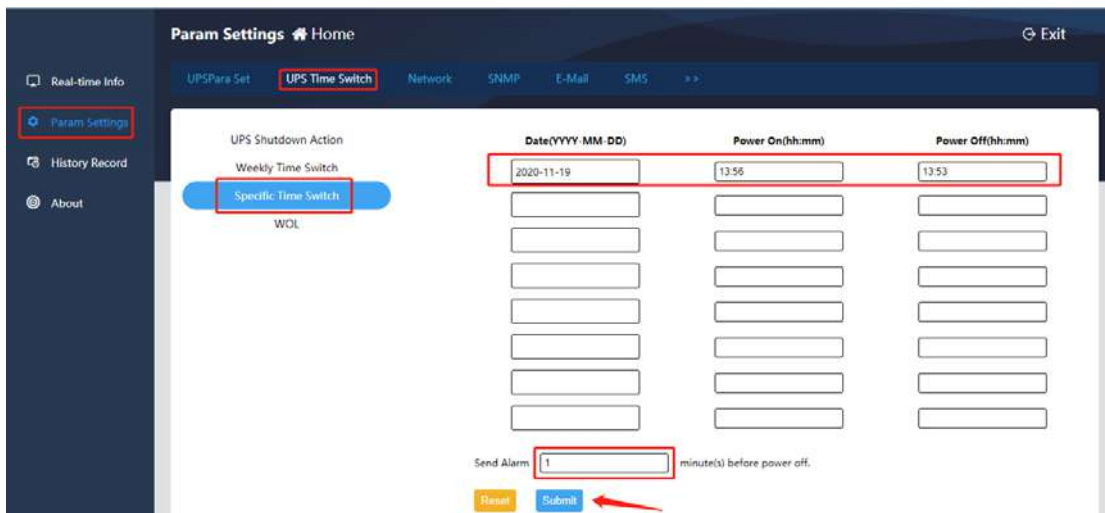 Param Settings Home Exit
Real-time Info
Param Settings
History Record
About
UPSPara Set UPS Time Switch Network SNMP E-Mail SMS >>
UPS Shutdown Action
Weekly Time Switch
Specific Time Switch
WOL
Date(YYYY-MM-DD) Power On(hh:mm) Power Off(hh:mm)
2020-11-19 13:56 13:53
Send Alarm 1 minute(s) before power off.
Reset Submit